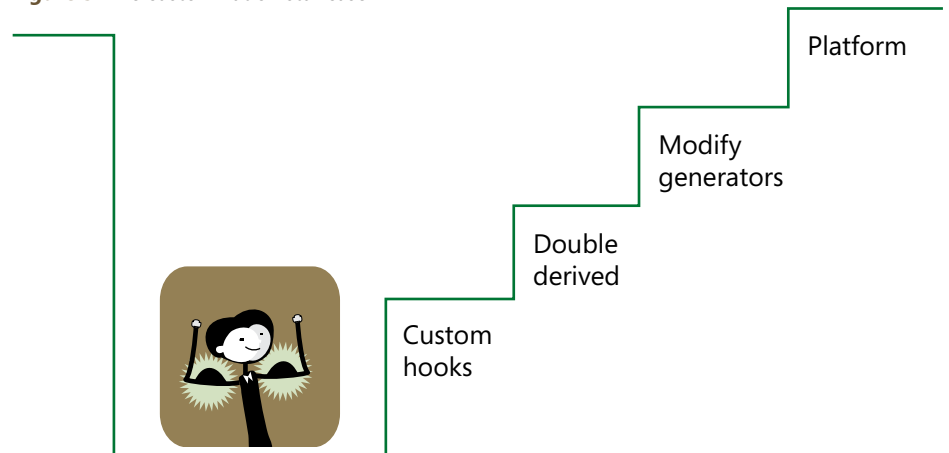 Platform
Modify
generators
Double
derived
Custom
hooks